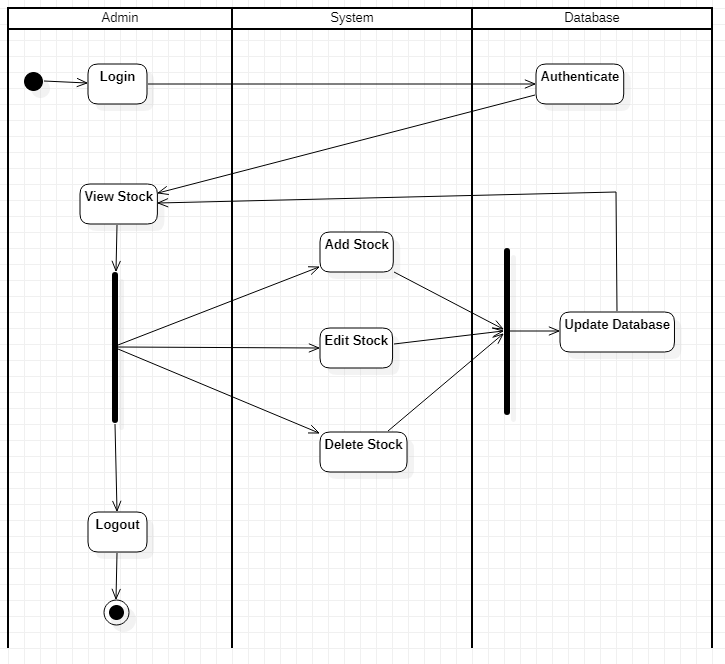 Admin
System
Database
Login
Authenticate
View Stock
Add Stock
Edit Stock
Update Database
Delete Stock
Logout